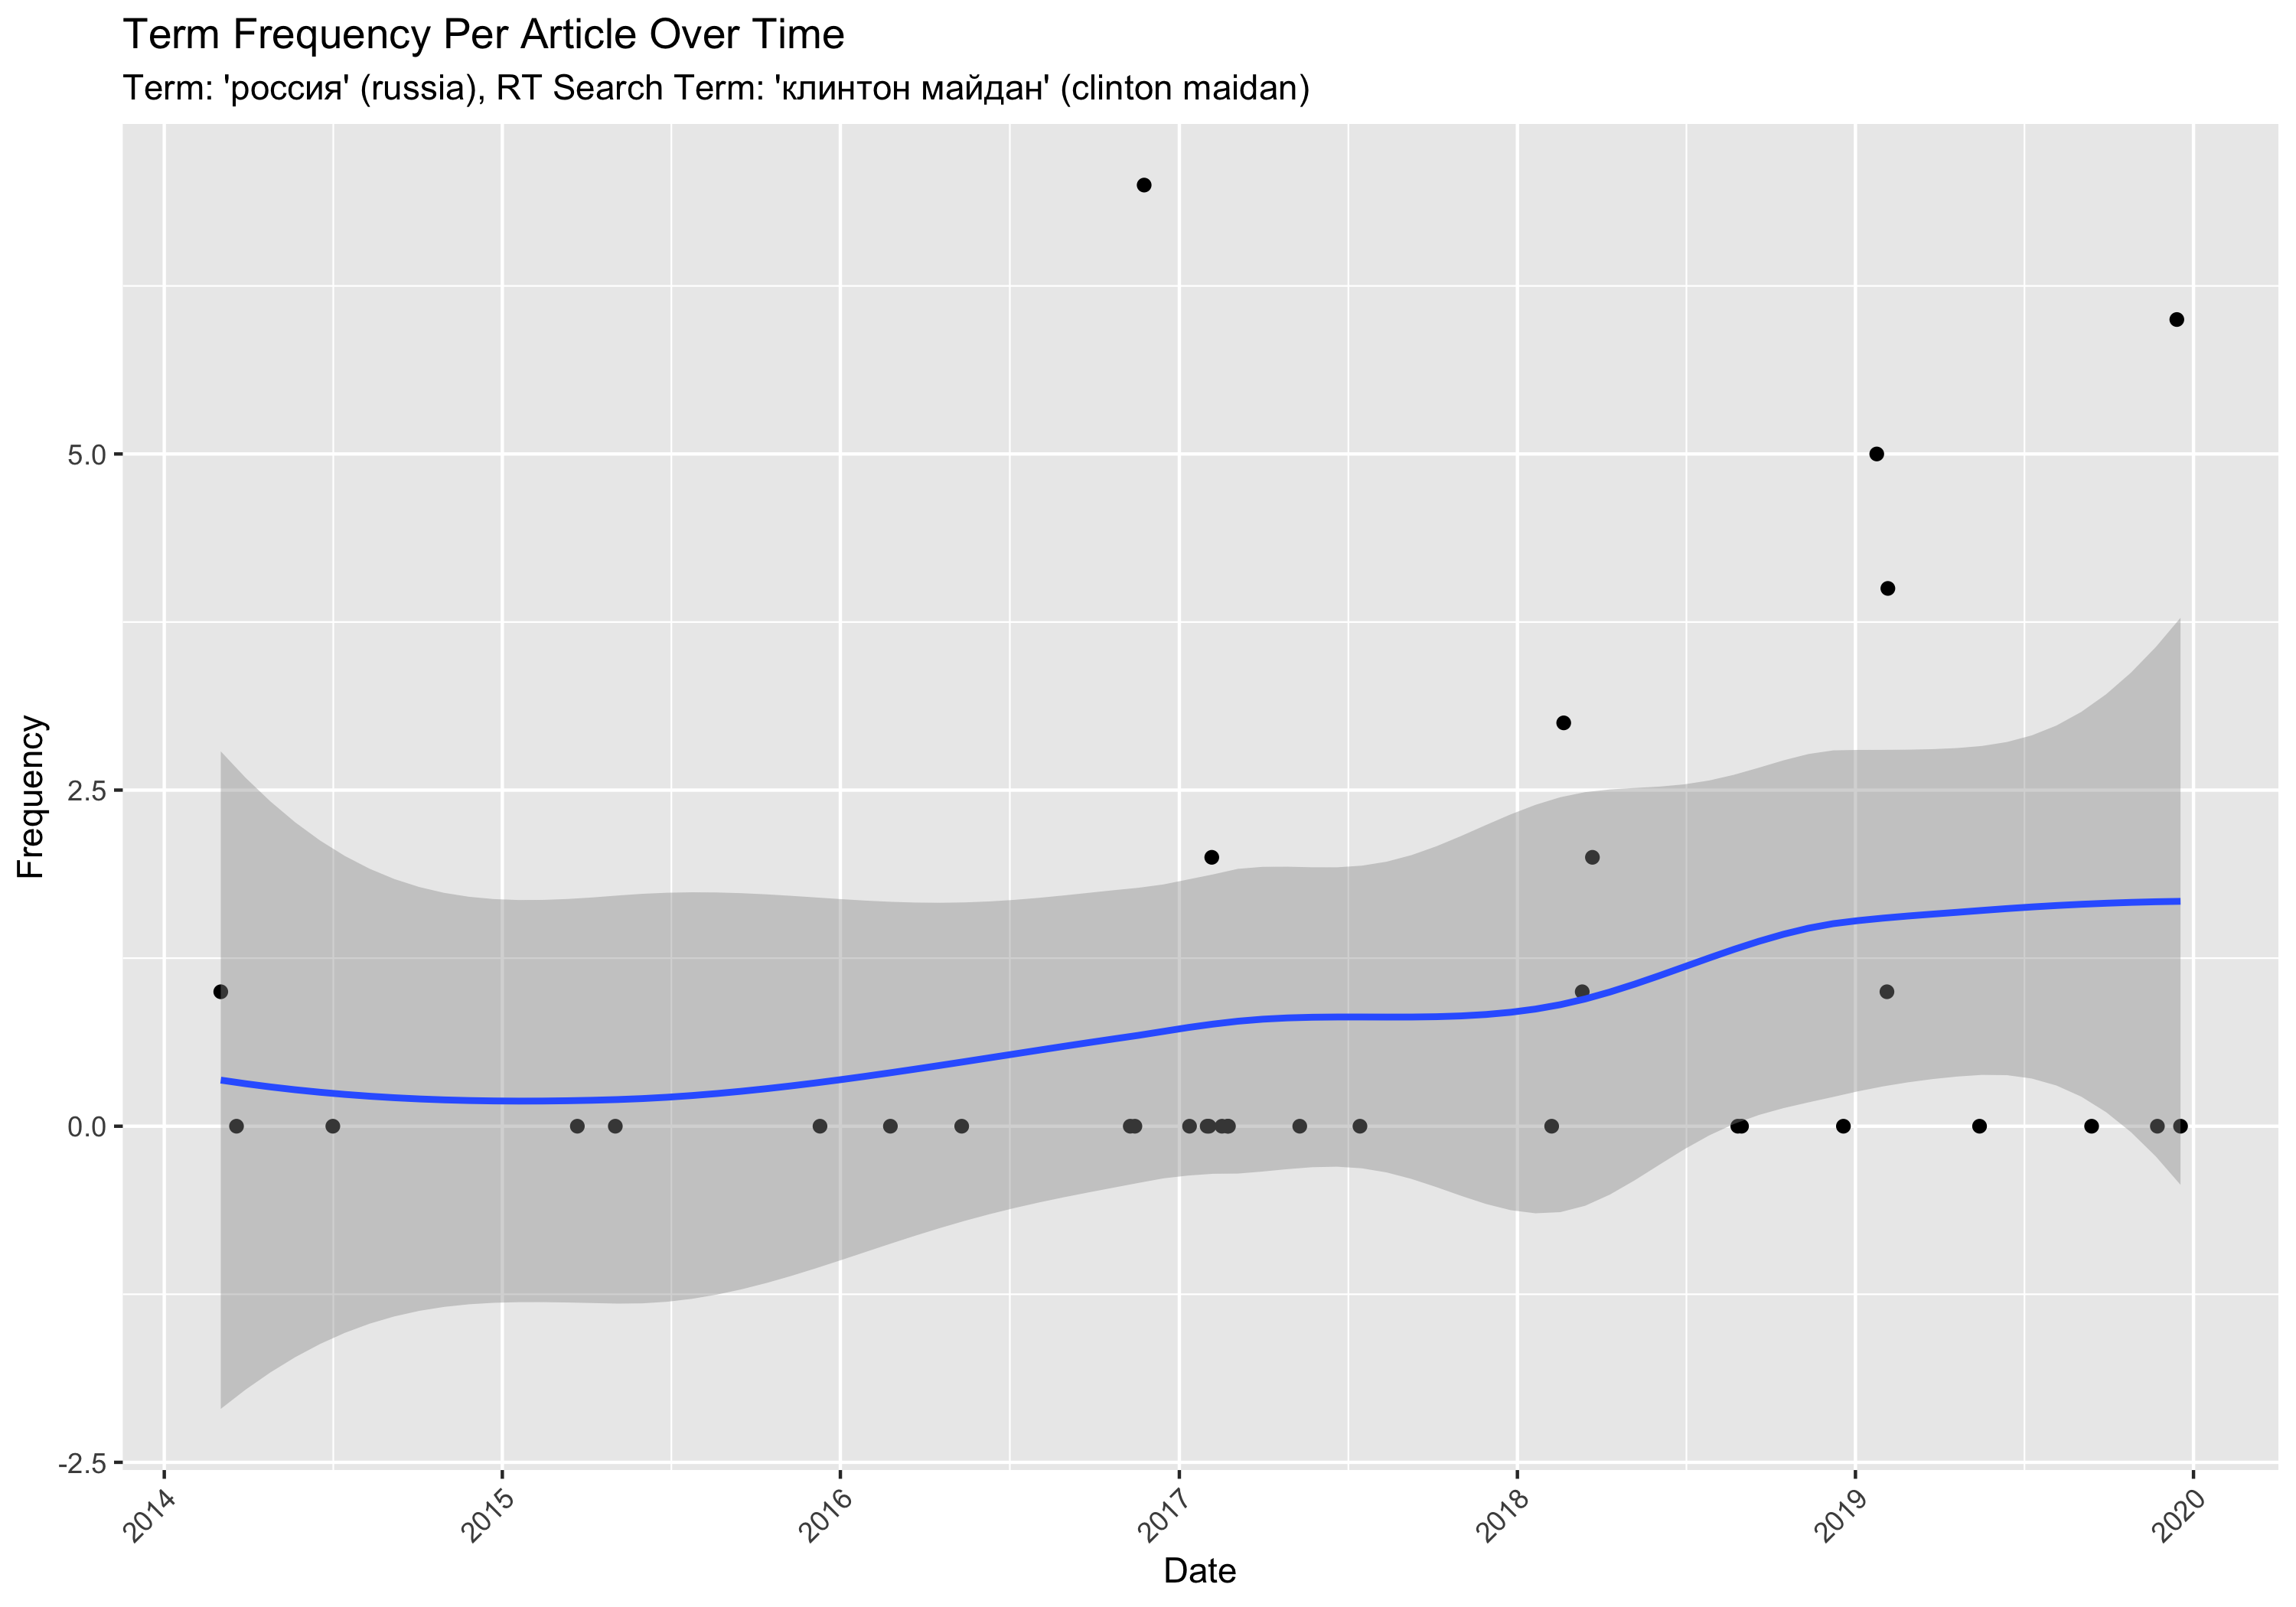 Term Frequency Per Article Over Time
Term: 'россия' (russia), RT Search Term: 'клинтон майдан' (clinton maidan)
Frequency
5.0
2.5
0.0
-2.5
2014
2015
2016
2017
2018
2019
2020
Date